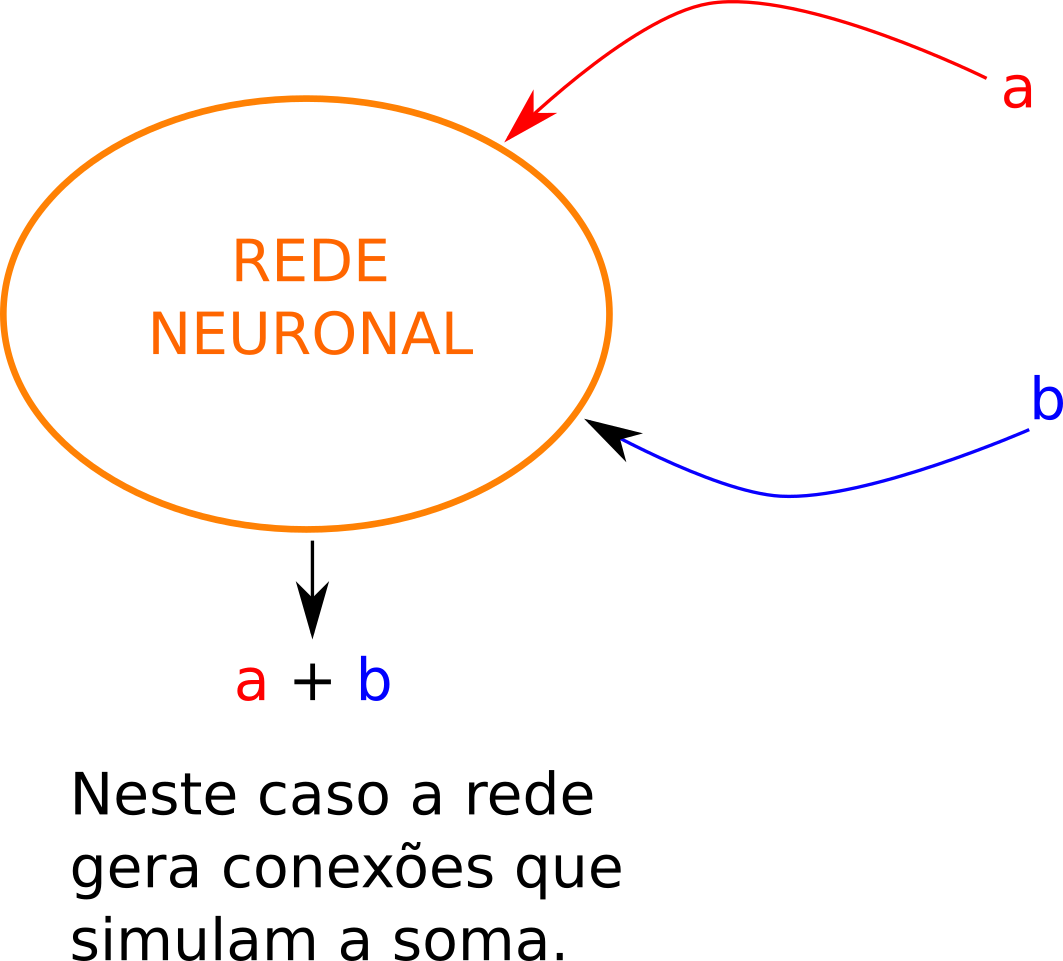 a
REDE
NEURONAL
b
a + b
Neste caso a rede
gera conexões que
simulam a soma.